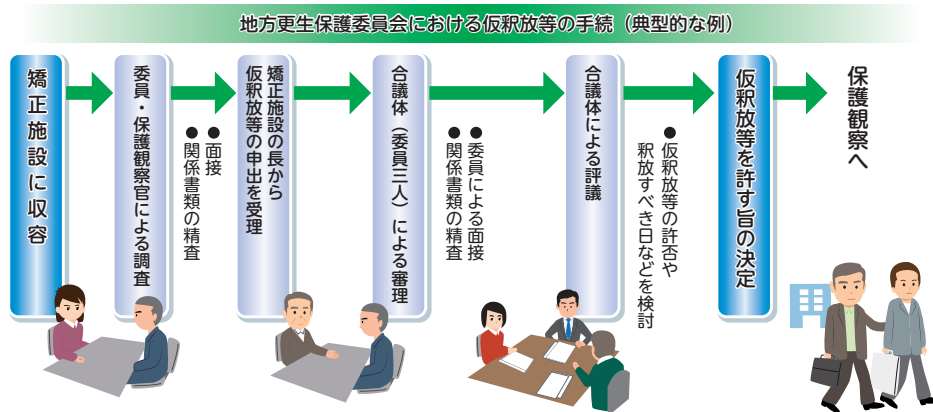 地方更生保護委員会における仮釈放等の手続（典型的な例）
矯正施設に収容
委員・保護観察官による調査
●面接
●関係書類の精査
矯正施設の長から
仮釈放等の申出を受理
合議体（委員三人）による審理
●委員による面接
●関係書類の精査
合議体による評議
●仮釈放等の許否や
釈放すべき日などを検討
仮釈放等を許す旨の決定
保護観察へ